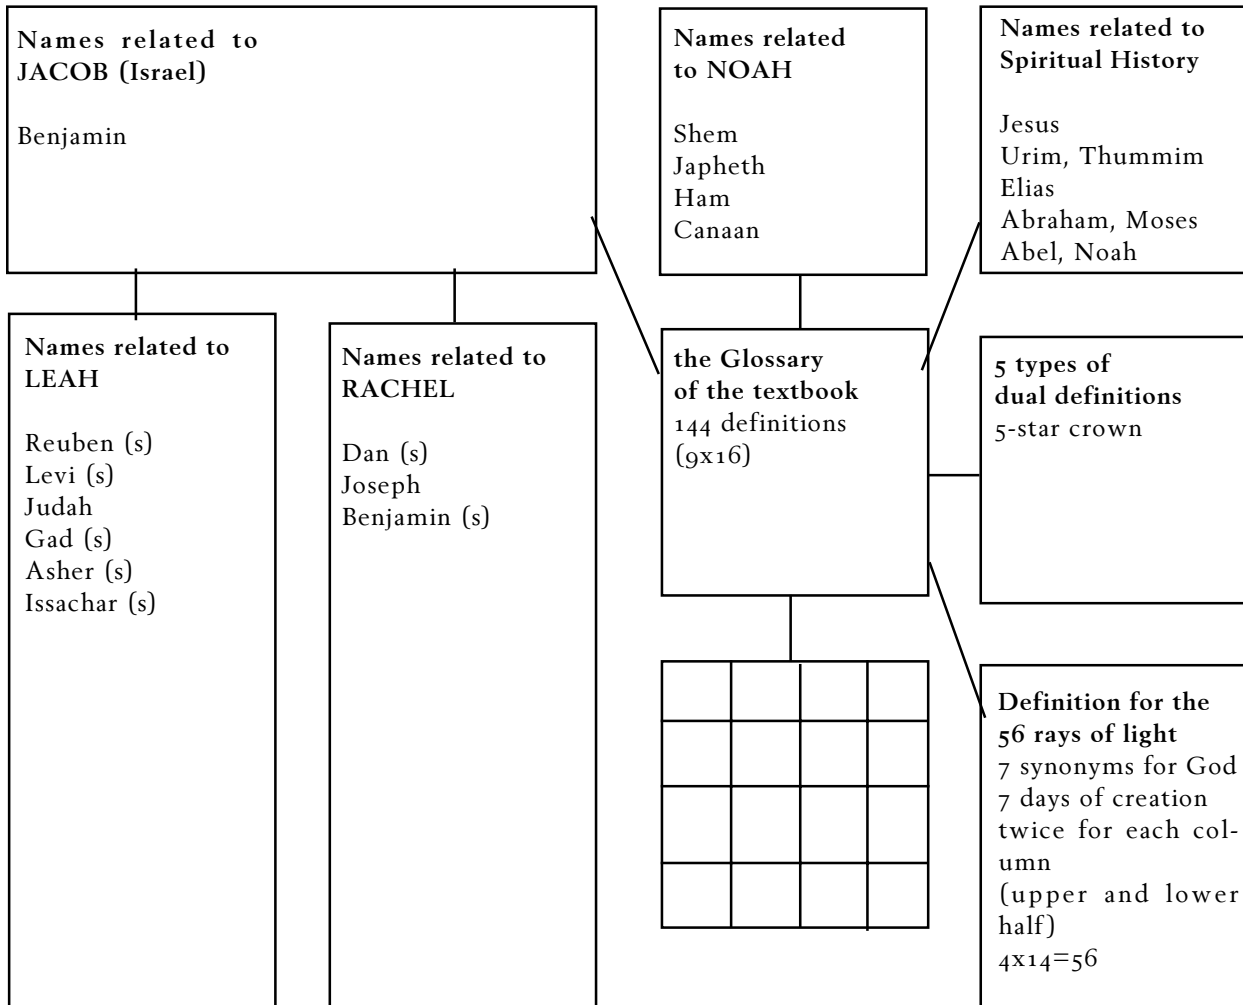 Names related to
JACOB (Israel)
Benjamin
Names related
to NOAH
Shem
Japheth
Ham
Canaan
Names related to
Spiritual History
Jesus
Urim, Thummim
Elias
Abraham, Moses
Abel, Noah
Names related to
LEAH
Reuben (s)
Levi (s)
Judah
Gad (s)
Asher (s)
Issachar (s)
Names related to
RACHEL
Dan (s)
Joseph
Benjamin (s)
the Glossary
of the textbook
144 definitions
(9x16)
5 types of
dual definitions
5-star crown
Definition for the
56 rays of light
7 synonyms for God
7 days of creation
twice for each col-
umn
(upper and lower
half)
4x14=56